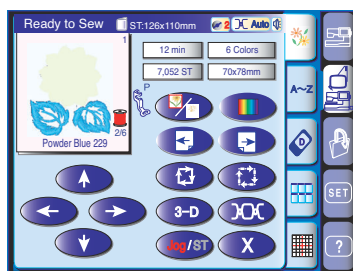 Ready to Sew ST:126x110mm 2 Auto
1
12 min 6 Colors
7,052 ST 70x78mm
P
2/6
Powder Blue 229
A~Z
D
3-D
SET
Jog/ST X
?